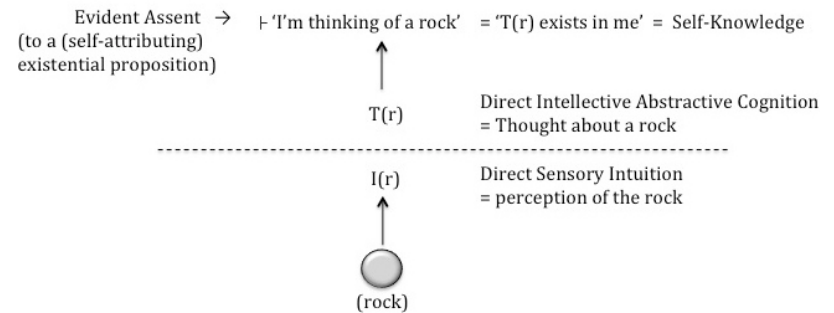 Evident Assent → ⊢ 'I'm thinking of a rock' = 'T(r) exists in me' = Self-Knowledge
(to a (self-attributing)
existential proposition)
Direct Intellective Abstractive Cognition
T(r)
= Thought about a rock
I(r) Direct Sensory Intuition
= perception of the rock
(rock)